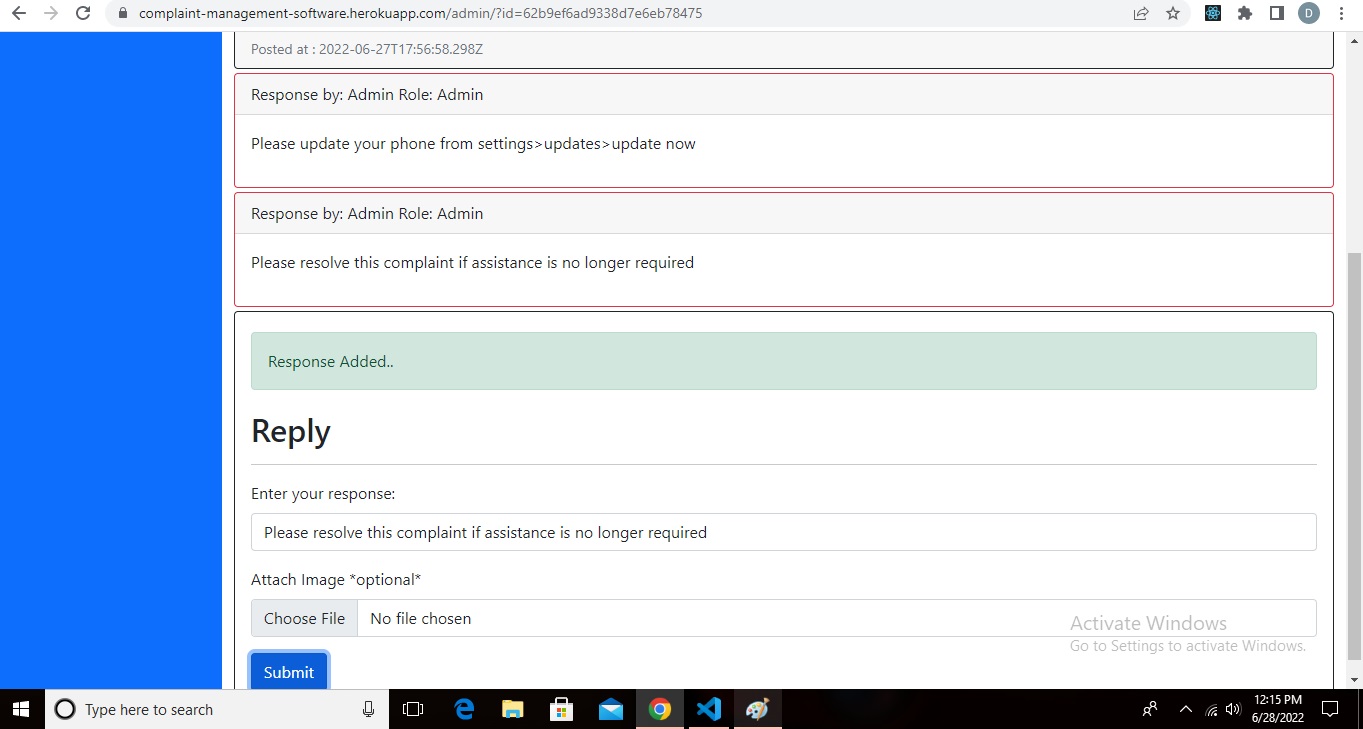 complaint-management-software.herokuapp.com/admin/?id=62b9ef6ad9338d7e6eb78475
D
Posted at : 2022-06-27T17:56:58.298Z
Response by: Admin Role: Admin
Please update your phone from settings>updates>update now
Response by: Admin Role: Admin
Please resolve this complaint if assistance is no longer required
Response Added..
Reply
Enter your response:
Please resolve this complaint if assistance is no longer required
Attach Image *optional*
Choose File No file chosen
Activate Windows
Go to Settings to activate Windows.
Submit
Type here to search
12:15 PM
6/28/2022